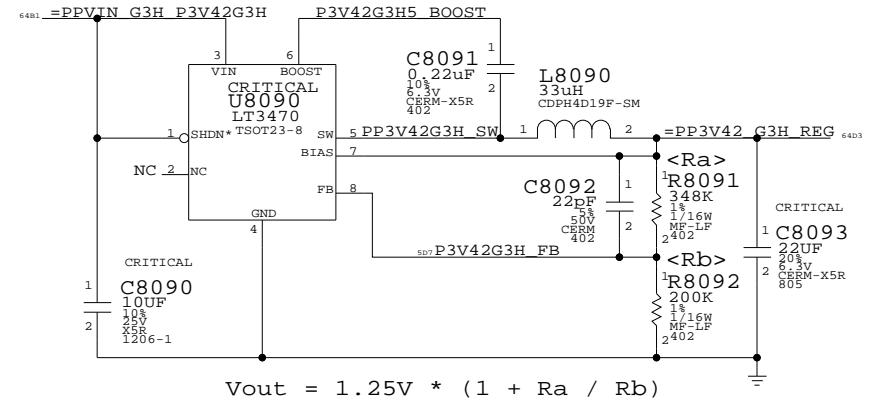 64B1 =PPVIN_G3H_P3V42G3H
P3V42G3H5_BOOST
3
6
VIN
BOOST
CRITICAL
U8090
LT3470
TSOT23-8
1
SHDN*
SW
5
PP3V42G3H_SW
BIAS
7
NC
2
NC
FB
8
GND
4
C8091
0.22uF
10%
6.3V
CERM-X5R
402
1
2
L8090
33uH
CDPH4D19F-SM
1
2
=PP3V42_G3H_REG 64D3
<Ra>
1
R8091
348K
1%
1/16W
MF-LF
402
2
C8092
22pF
5%
50V
CERM
402
1
2
5D7 P3V42G3H_FB
<Rb>
1
R8092
200K
1%
1/16W
MF-LF
402
2
CRITICAL
1
C8093
22UF
20%
6.3V
CERM-X5R
805
2
CRITICAL
1
C8090
10UF
10%
25V
X5R
1206-1
2
Vout = 1.25V * (1 + Ra / Rb)